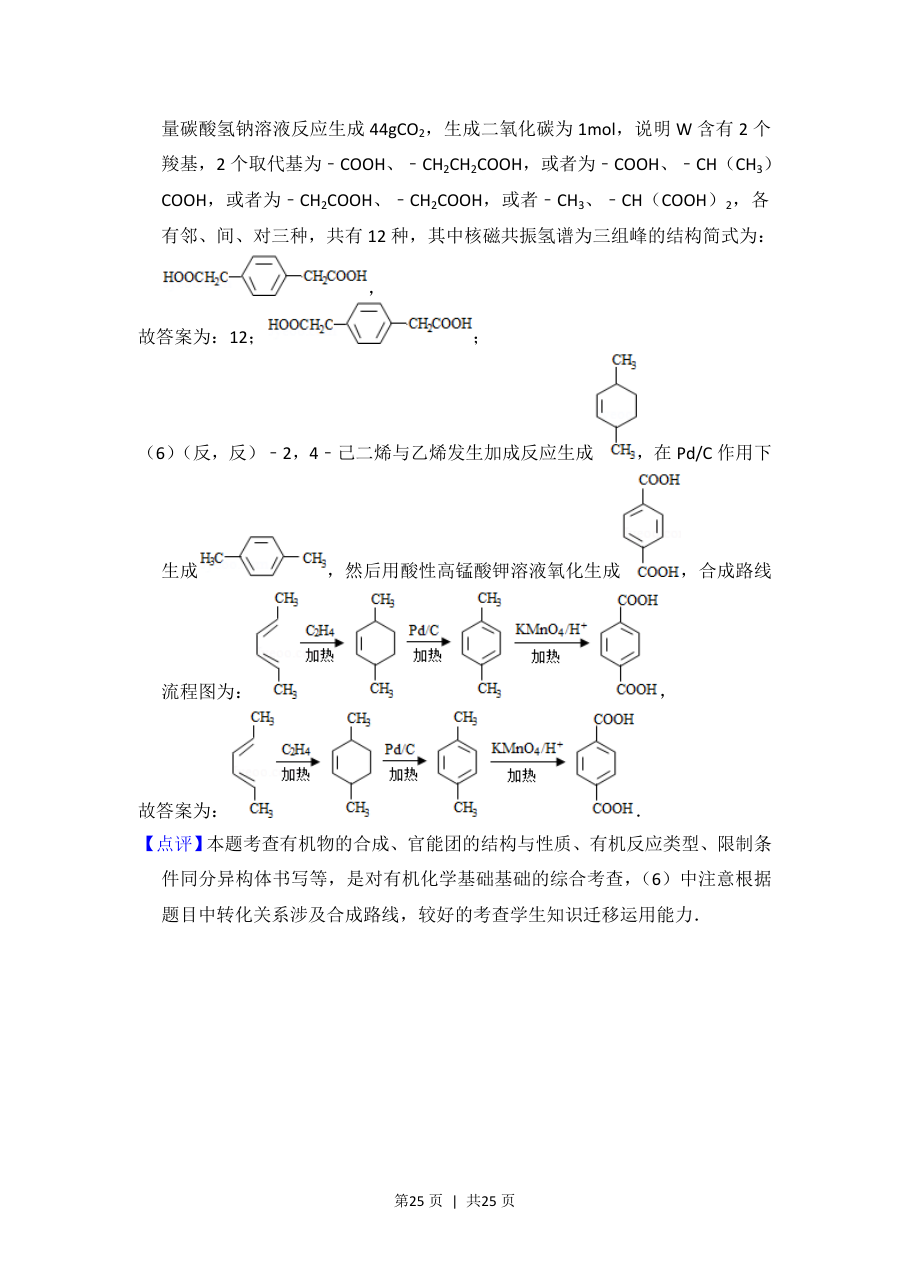 量碳酸氢钠溶液反应生成 44gCO₂，生成二氧化碳为 1mol，说明 W 含有 2 个
羧基，2 个取代基为﹣COOH、﹣CH₂CH₂COOH，或者为﹣COOH、﹣CH（CH₃）
COOH，或者为﹣CH₂COOH、﹣CH₂COOH，或者﹣CH₃、﹣CH（COOH）₂，各
有邻、间、对三种，共有 12 种，其中核磁共振氢谱为三组峰的结构简式为：
HOOCH₂C CH₂COOH，
故答案为：12；HOOCH₂C CH₂COOH；
CH₃
（6）（反，反）﹣2，4﹣己二烯与乙烯发生加成反应生成 CH₃，在 Pd/C 作用下
COOH
生成 H₃C CH₃，然后用酸性高锰酸钾溶液氧化生成 COOH，合成路线
CH₃ CH₃ CH₃ COOH
C₂H₄ Pd/C KMnO₄/H⁺
加热 加热 加热
流程图为： CH₃ CH₃ CH₃ COOH，
CH₃ CH₃ CH₃ COOH
C₂H₄ Pd/C KMnO₄/H⁺
加热 加热 加热
故答案为： CH₃ CH₃ CH₃ COOH．
【点评】本题考查有机物的合成、官能团的结构与性质、有机反应类型、限制条
件同分异构体书写等，是对有机化学基础基础的综合考查，（6）中注意根据
题目中转化关系涉及合成路线，较好的考查学生知识迁移运用能力．
第25 页 | 共25 页